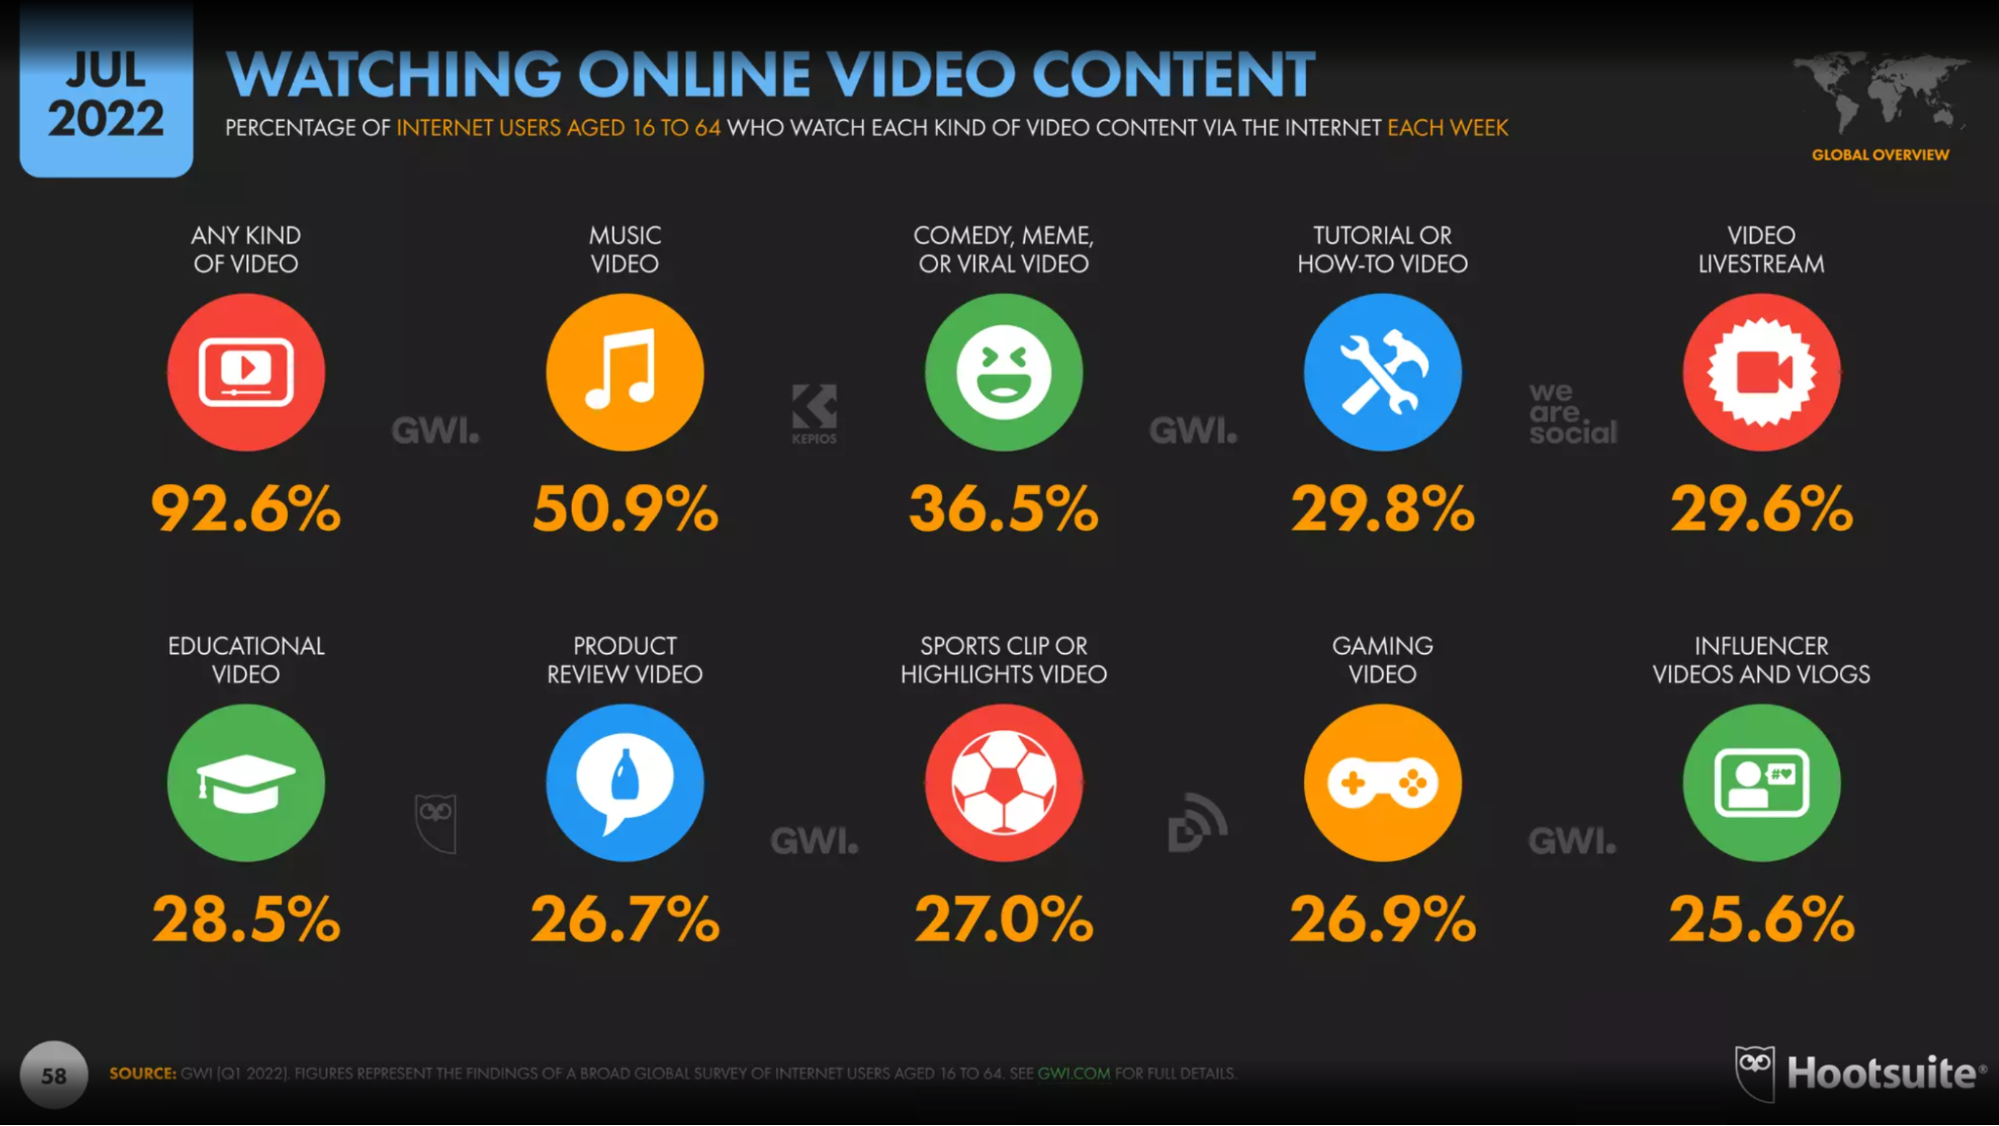 JUL
2022
WATCHING ONLINE VIDEO CONTENT
PERCENTAGE OF INTERNET USERS AGED 16 TO 64 WHO WATCH EACH KIND OF VIDEO CONTENT VIA THE INTERNET EACH WEEK
GLOBAL OVERVIEW
ANY KIND
OF VIDEO
92.6%
MUSIC
VIDEO
50.9%
COMEDY, MEME,
OR VIRAL VIDEO
36.5%
TUTORIAL OR
HOW-TO VIDEO
29.8%
VIDEO
LIVESTREAM
29.6%
GWI.
KEPIOS
GWI.
we
are.
social
EDUCATIONAL
VIDEO
28.5%
PRODUCT
REVIEW VIDEO
26.7%
SPORTS CLIP OR
HIGHLIGHTS VIDEO
27.0%
GAMING
VIDEO
26.9%
INFLUENCER
VIDEOS AND VLOGS
25.6%
GWI.
GWI.
58
SOURCE: GWI (Q1 2022). FIGURES REPRESENT THE FINDINGS OF A BROAD GLOBAL SURVEY OF INTERNET USERS AGED 16 TO 64. SEE GWI.COM FOR FULL DETAILS.
Hootsuite®